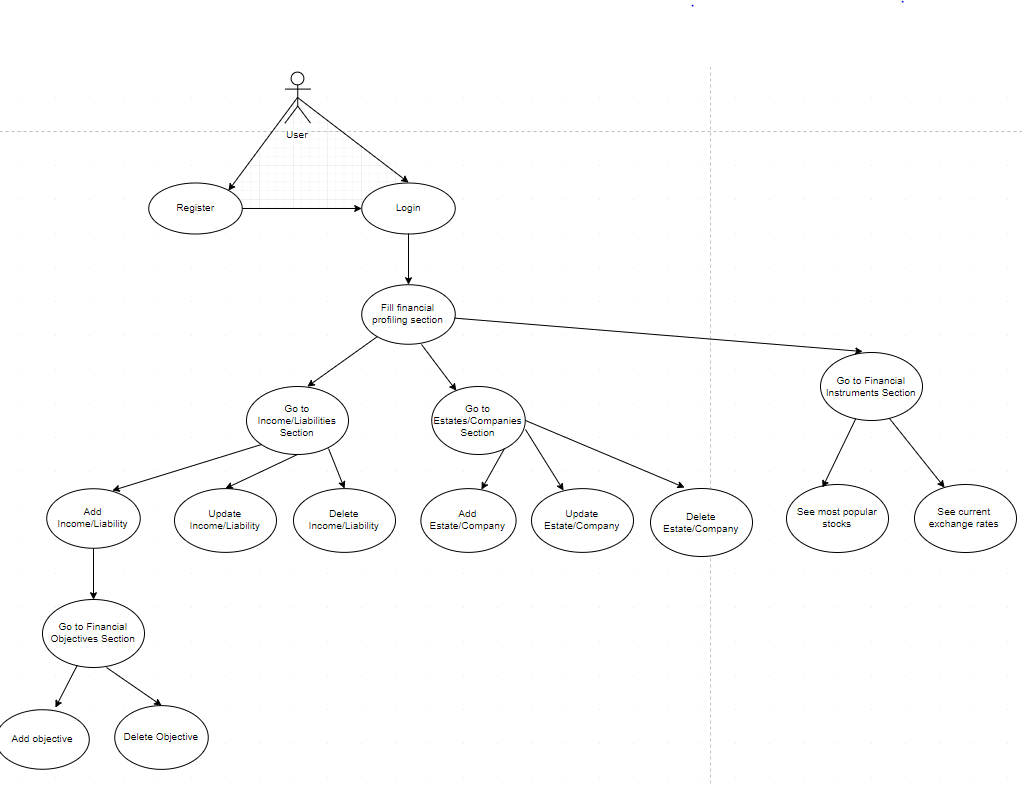 User
Register
Login
Fill financial
profiling section
Go to Financial
Instruments Section
Go to
Income/Liabilities
Section
Go to
Estates/Companies
Section
Add
Income/Liability
Update
Income/Liability
Delete
Income/Liability
Add
Estate/Company
Update
Estate/Company
Delete
Estate/Company
See most popular
stocks
See current
exchange rates
Go to Financial
Objectives Section
Add objective
Delete Objective